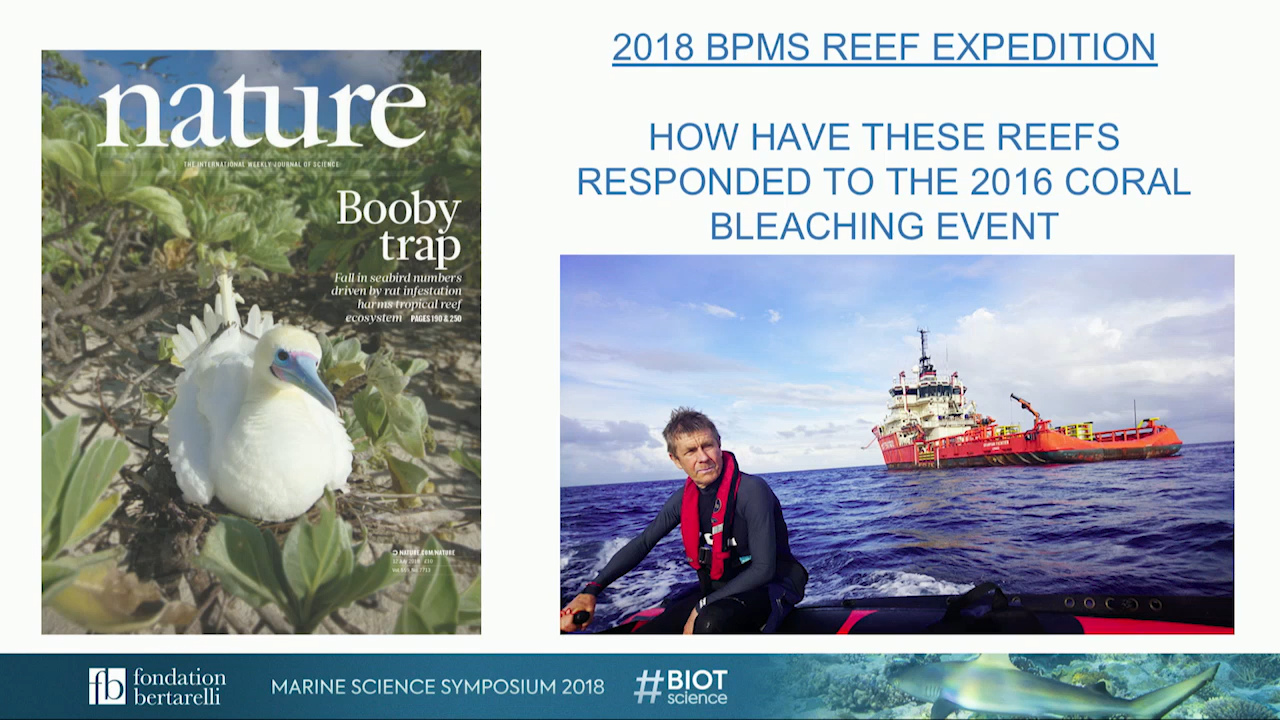 2018 BPMS REEF EXPEDITION
HOW HAVE THESE REEFS
RESPONDED TO THE 2016 CORAL
BLEACHING EVENT
nature
THE INTERNATIONAL WEEKLY JOURNAL OF SCIENCE
Booby
trap
Fall in seabird numbers
driven by rat infestation
harms tropical reef
ecosystem PAGES 190 & 250
NATURE.COM/NATURE
fb fondation
bertarelli
MARINE SCIENCE SYMPOSIUM 2018
#BIOT
science